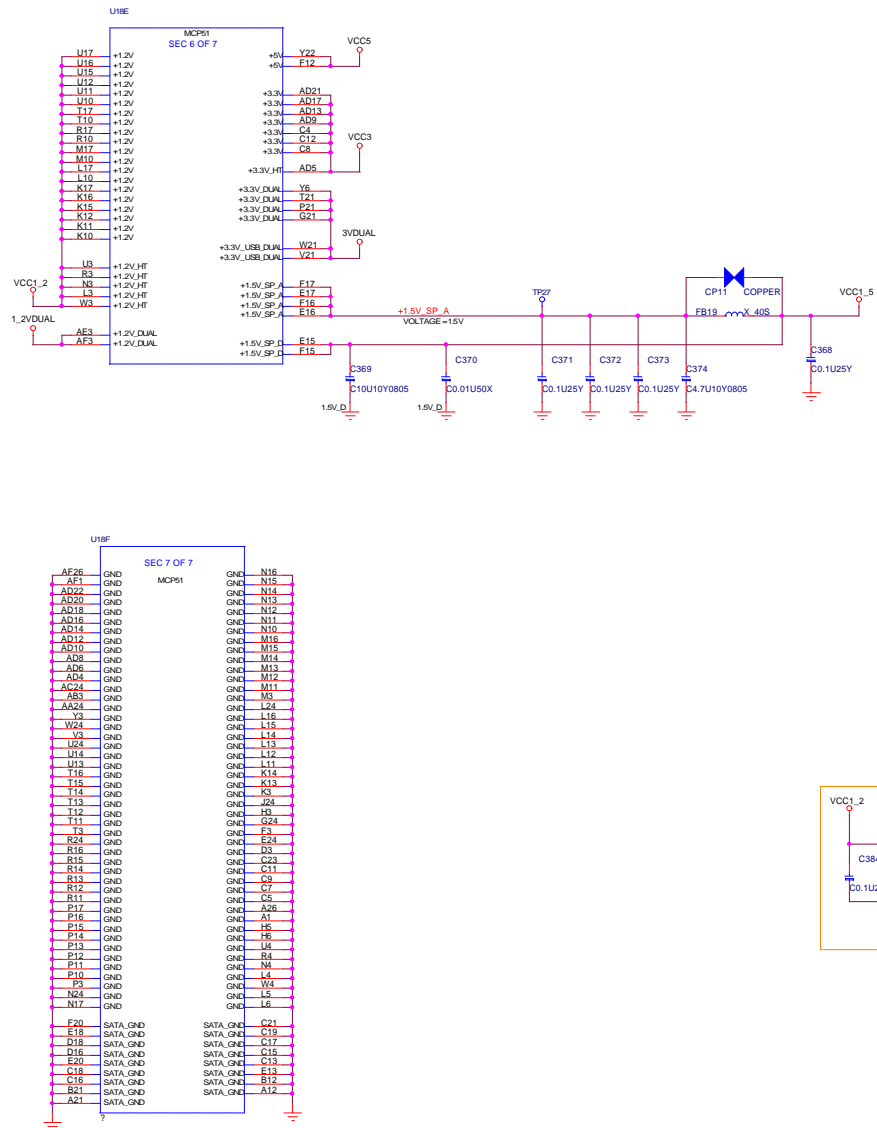 U18E
MCP51
SEC 6 OF 7
U17 +1.2V
U16 +1.2V
U15 +1.2V
U12 +1.2V
U11 +1.2V
U10 +1.2V
T17 +1.2V
T10 +1.2V
R17 +1.2V
R10 +1.2V
M17 +1.2V
M10 +1.2V
L17 +1.2V
L10 +1.2V
K17 +1.2V
K16 +1.2V
K15 +1.2V
K12 +1.2V
K11 +1.2V
K10 +1.2V
U3 +1.2V_HT
R3 +1.2V_HT
N3 +1.2V_HT
L3 +1.2V_HT
W3 +1.2V_HT
VCC1_2
1_2VDUAL
AE3 +1.2V_DUAL
AF3 +1.2V_DUAL
VCC5
+5V Y22
+5V F12
+3.3V AD21
+3.3V AD17
+3.3V AD13
+3.3V AD9
+3.3V C4
+3.3V C12
+3.3V C8
VCC3
+3.3V_HT AD5
+3.3V_DUAL Y6
+3.3V_DUAL T21
+3.3V_DUAL P21
+3.3V_DUAL G21
3VDUAL
+3.3V_USB_DUAL W21
+3.3V_USB_DUAL V21
+1.5V_SP_A F17
+1.5V_SP_A E17
+1.5V_SP_A F16
+1.5V_SP_A E16
+1.5V_SP_D E15
+1.5V_SP_D F15
+1.5V_SP_A
VOLTAGE=1.5V
TP27
CP11 COPPER
FB19 X_40S
VCC1_5
C369
C10U10Y0805
1.5V_D
C370
C0.01U50X
1.5V_D
C371
C0.1U25Y
C372
C0.1U25Y
C373
C0.1U25Y
C374
C4.7U10Y0805
C368
C0.1U25Y
U18F
SEC 7 OF 7
MCP51
AF26 GND GND N16
AF1 GND GND N15
AD22 GND GND N14
AD20 GND GND N13
AD18 GND GND N12
AD16 GND GND N11
AD14 GND GND N10
AD12 GND GND M16
AD10 GND GND M15
AD8 GND GND M14
AD6 GND GND M13
AD4 GND GND M12
AC24 GND GND M11
AB3 GND GND M3
AA24 GND GND L24
Y3 GND GND L16
W24 GND GND L15
V3 GND GND L14
U24 GND GND L13
U14 GND GND L12
U13 GND GND L11
T16 GND GND K14
T15 GND GND K13
T14 GND GND K3
T13 GND GND J24
T12 GND GND H3
T11 GND GND G24
T3 GND GND F3
R24 GND GND E24
R16 GND GND D3
R15 GND GND C23
R14 GND GND C11
R13 GND GND C9
R12 GND GND C7
R11 GND GND C5
P17 GND GND A26
P16 GND GND A1
P15 GND GND H5
P14 GND GND H6
P13 GND GND U4
P12 GND GND R4
P11 GND GND N4
P10 GND GND L4
P3 GND GND W4
N24 GND GND L5
N17 GND GND L6
F20 SATA_GND SATA_GND C21
E18 SATA_GND SATA_GND C19
D18 SATA_GND SATA_GND C17
D16 SATA_GND SATA_GND C15
E20 SATA_GND SATA_GND C13
C18 SATA_GND SATA_GND E13
C16 SATA_GND SATA_GND B12
B21 SATA_GND SATA_GND A12
A21 SATA_GND
?
VCC1_2
C384
C0.1U2